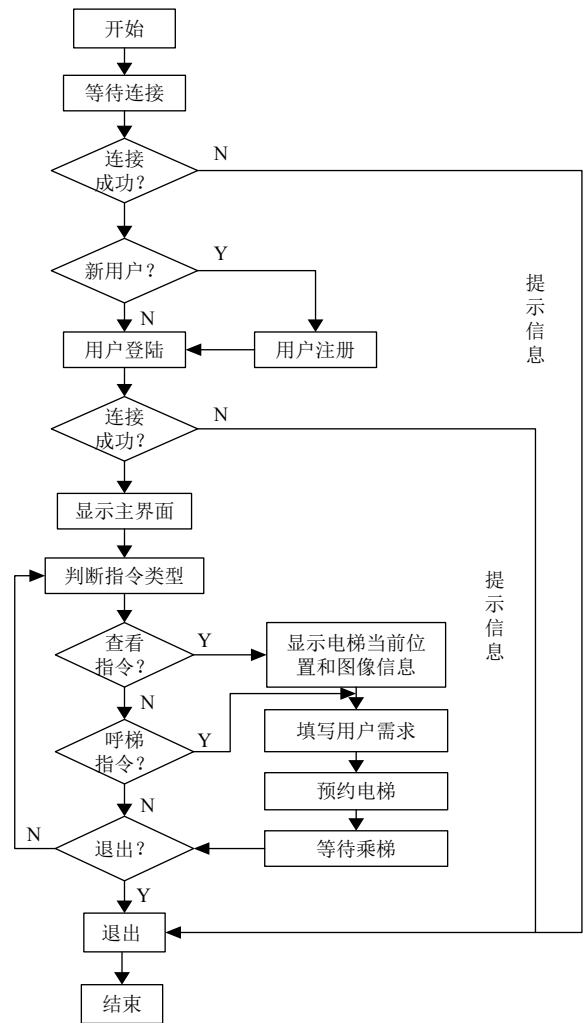 开始
等待连接
连接
成功？
N
新用户？
Y
N
用户登陆
用户注册
提
示
信
息
连接
成功？
N
显示主界面
判断指令类型
提
示
信
息
查看
指令？
Y
显示电梯当前位
置和图像信息
N
呼梯
指令？
Y
填写用户需求
N
预约电梯
N
退出？
等待乘梯
Y
退出
结束